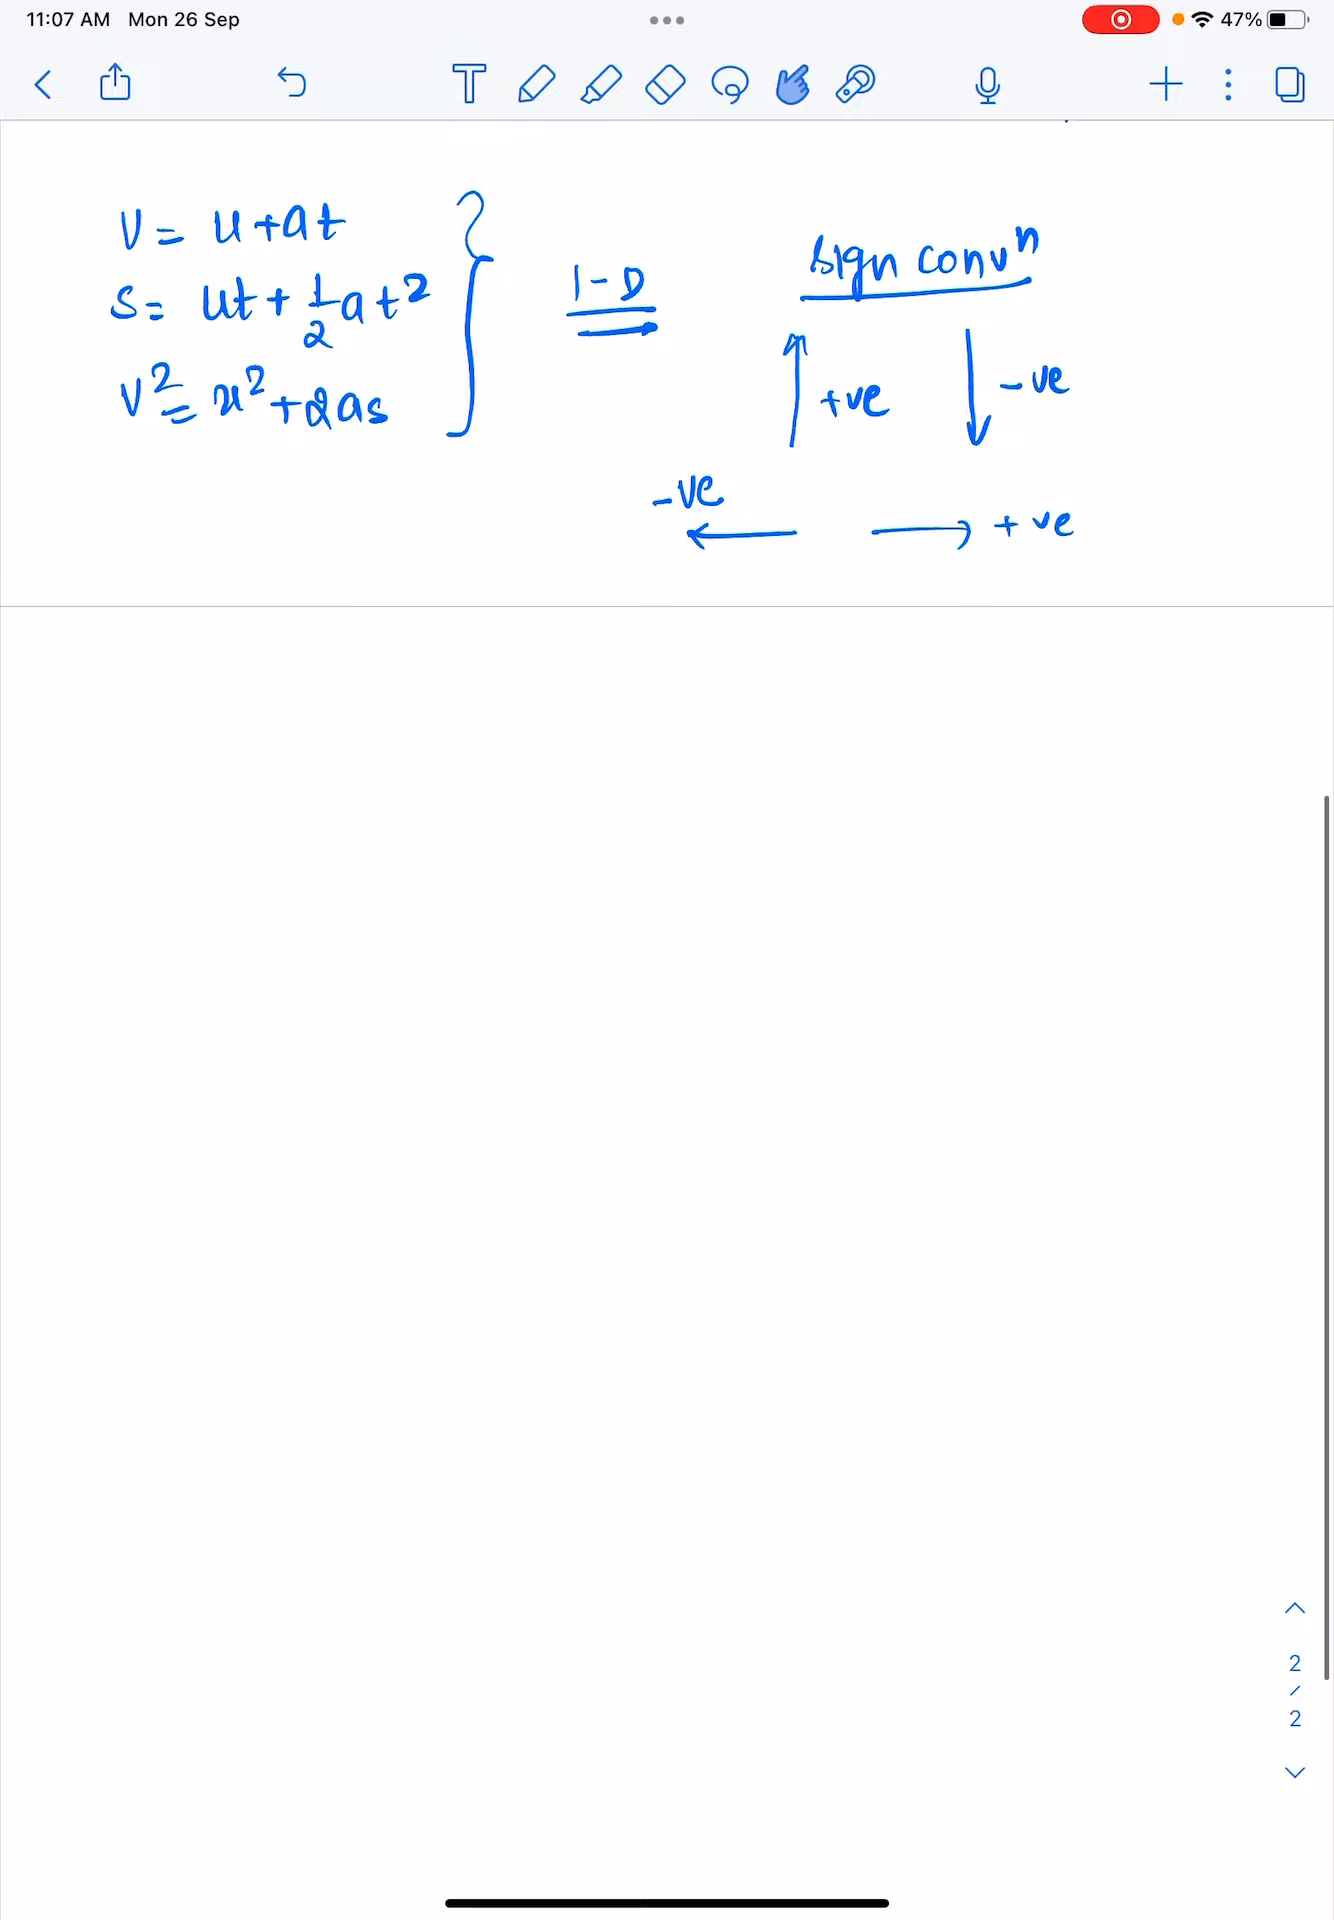 11:07 AM Mon 26 Sep 47%
T
V = u + at
S = ut + 1/2 a t²
V² = u² + 2as
1-D
sign convⁿ
+ve
-ve
-ve
+ve
2
/
2